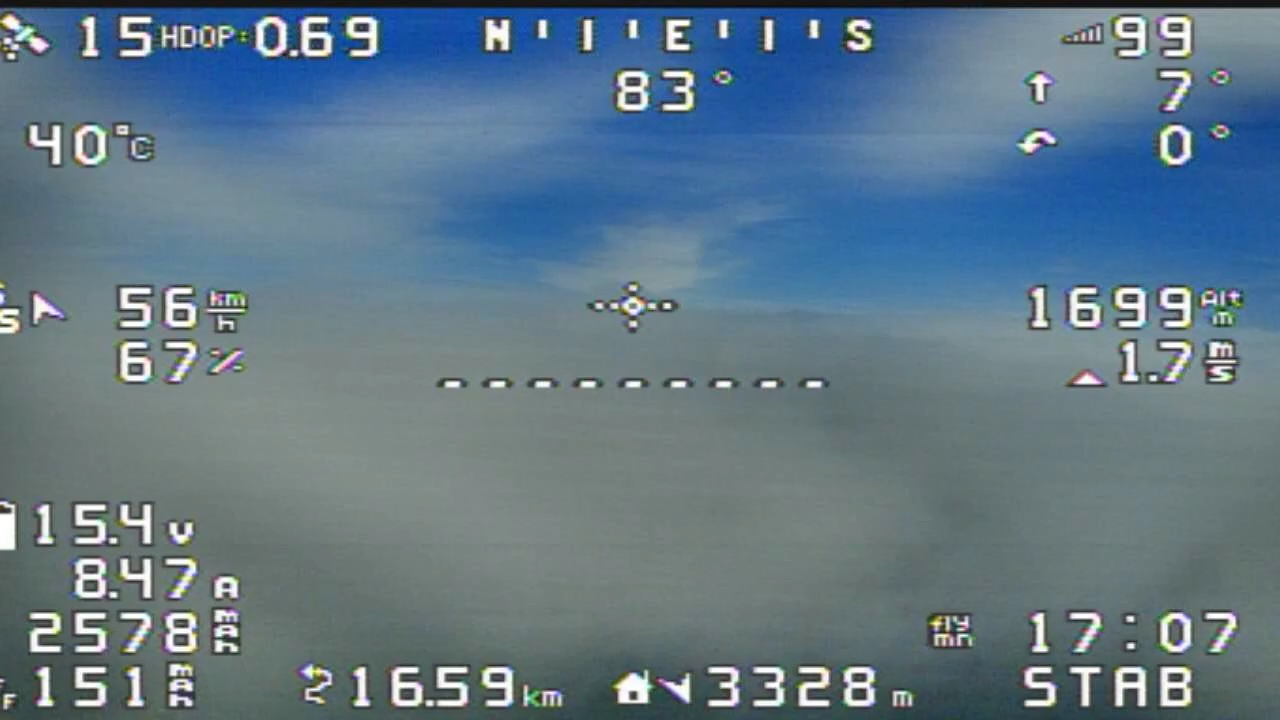 15 HDOP:0.69 N ' | ' E ' | ' S 99
83° ↑ 7°
40°C 0°
56 km/h 1699 Alt m
67% 1.7 m/s
15.4 v
8.47 A
2578 mAh fly mn 17:07
151 mAh 16.59 km 3328 m STAB